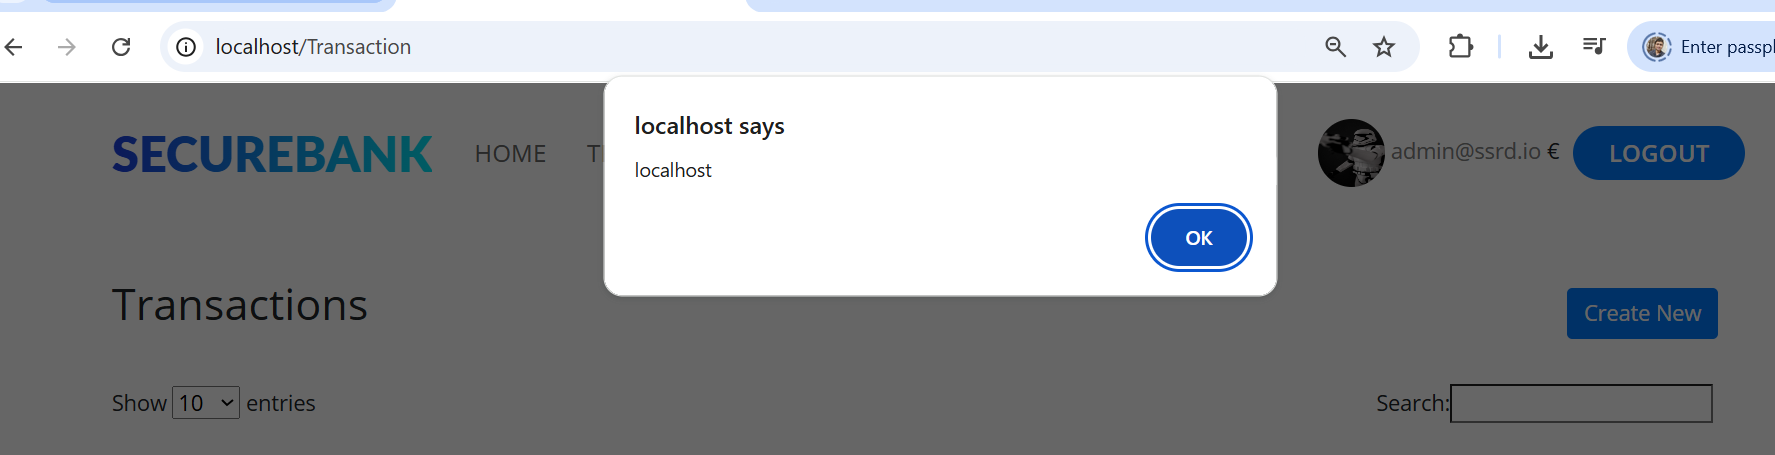 localhost/Transaction
Enter
localhost says
localhost
OK
SECUREBANK HOME
admin@ssrd.io € LOGOUT
Transactions
Create New
Show 10 entries
Search: